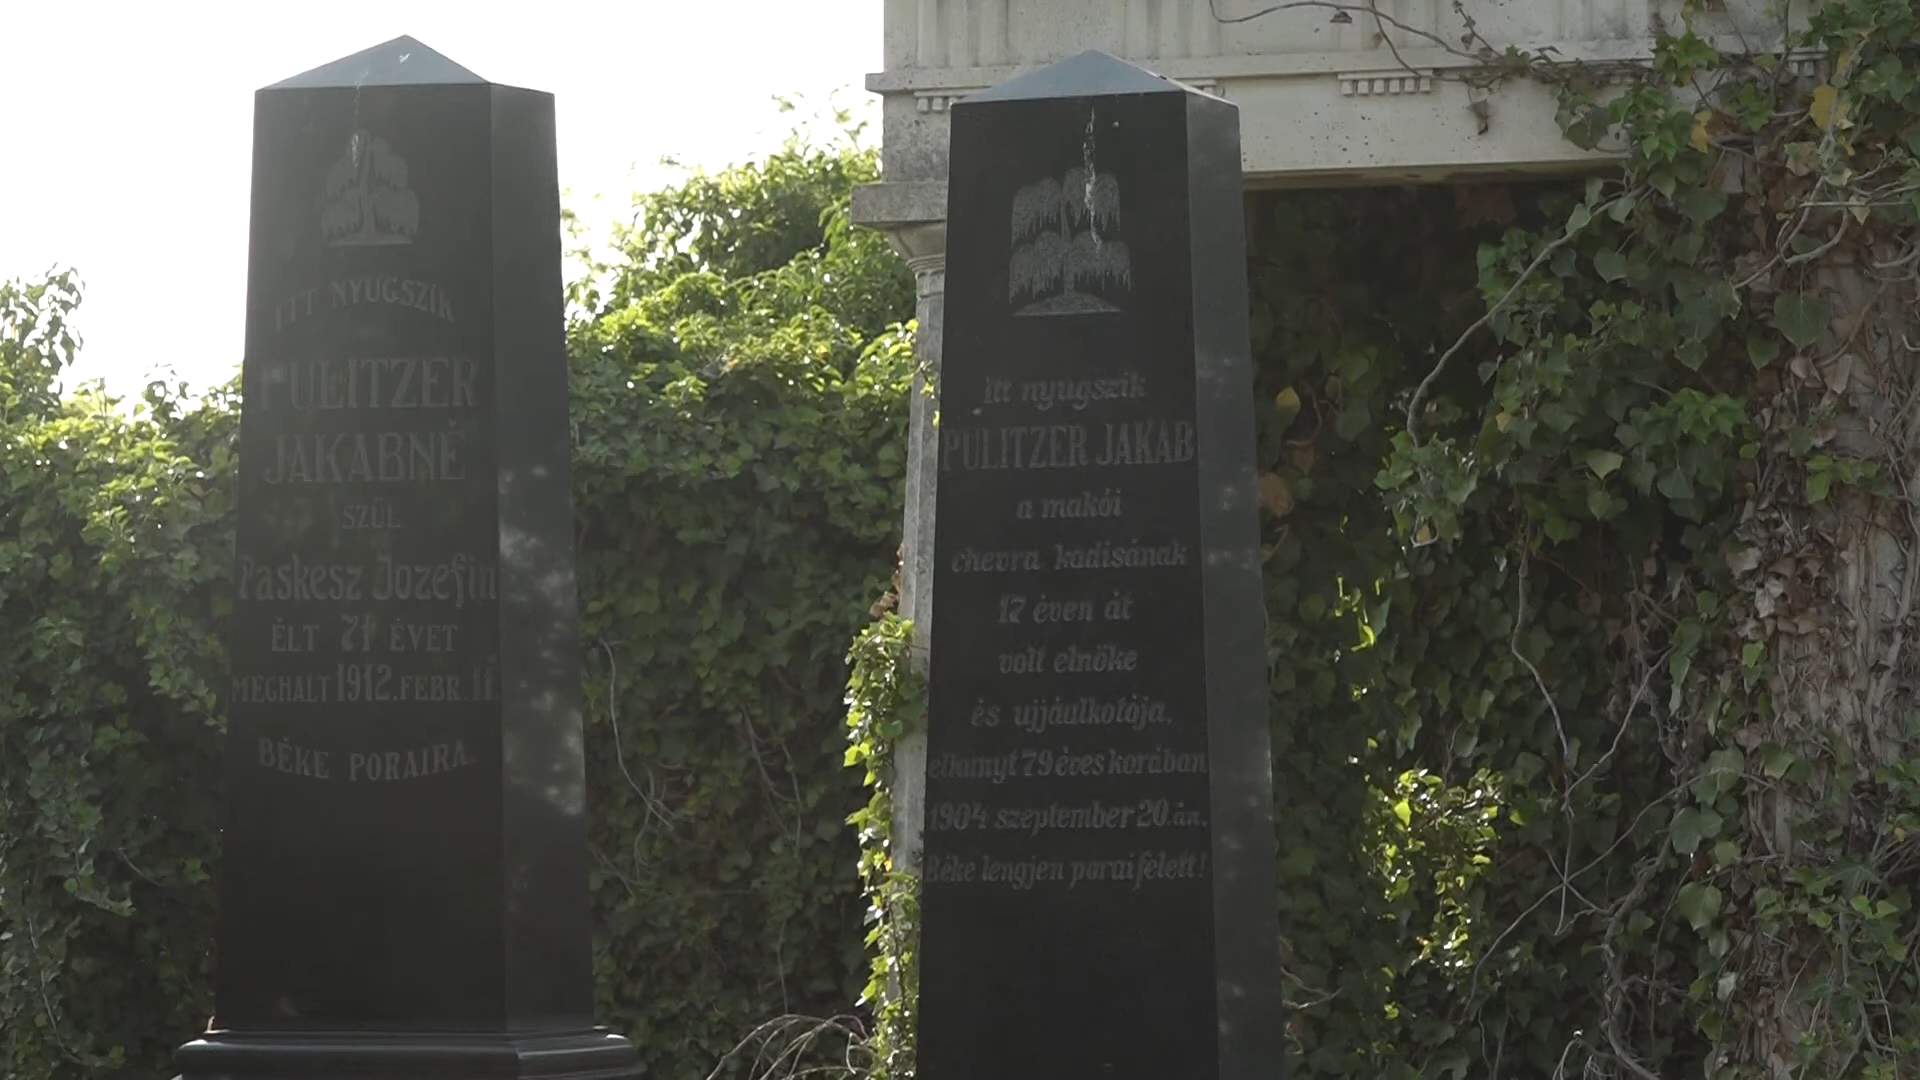 ITT NYUGSZIK
PULITZER
JAKABNÉ
SZÜL.
Paskesz Jozefin
ÉLT 71 ÉVET
MEGHALT 1912. FEBR. 11.
BÉKE PORAIRA
Itt nyugszik
PULITZER JAKAB
a makói
chevra kadisának
17 éven át
volt elnöke
és ujjáalkotója,
elhunyt 79 éves korában
1904 szeptember 20.án.
Béke lengjen porai felett!